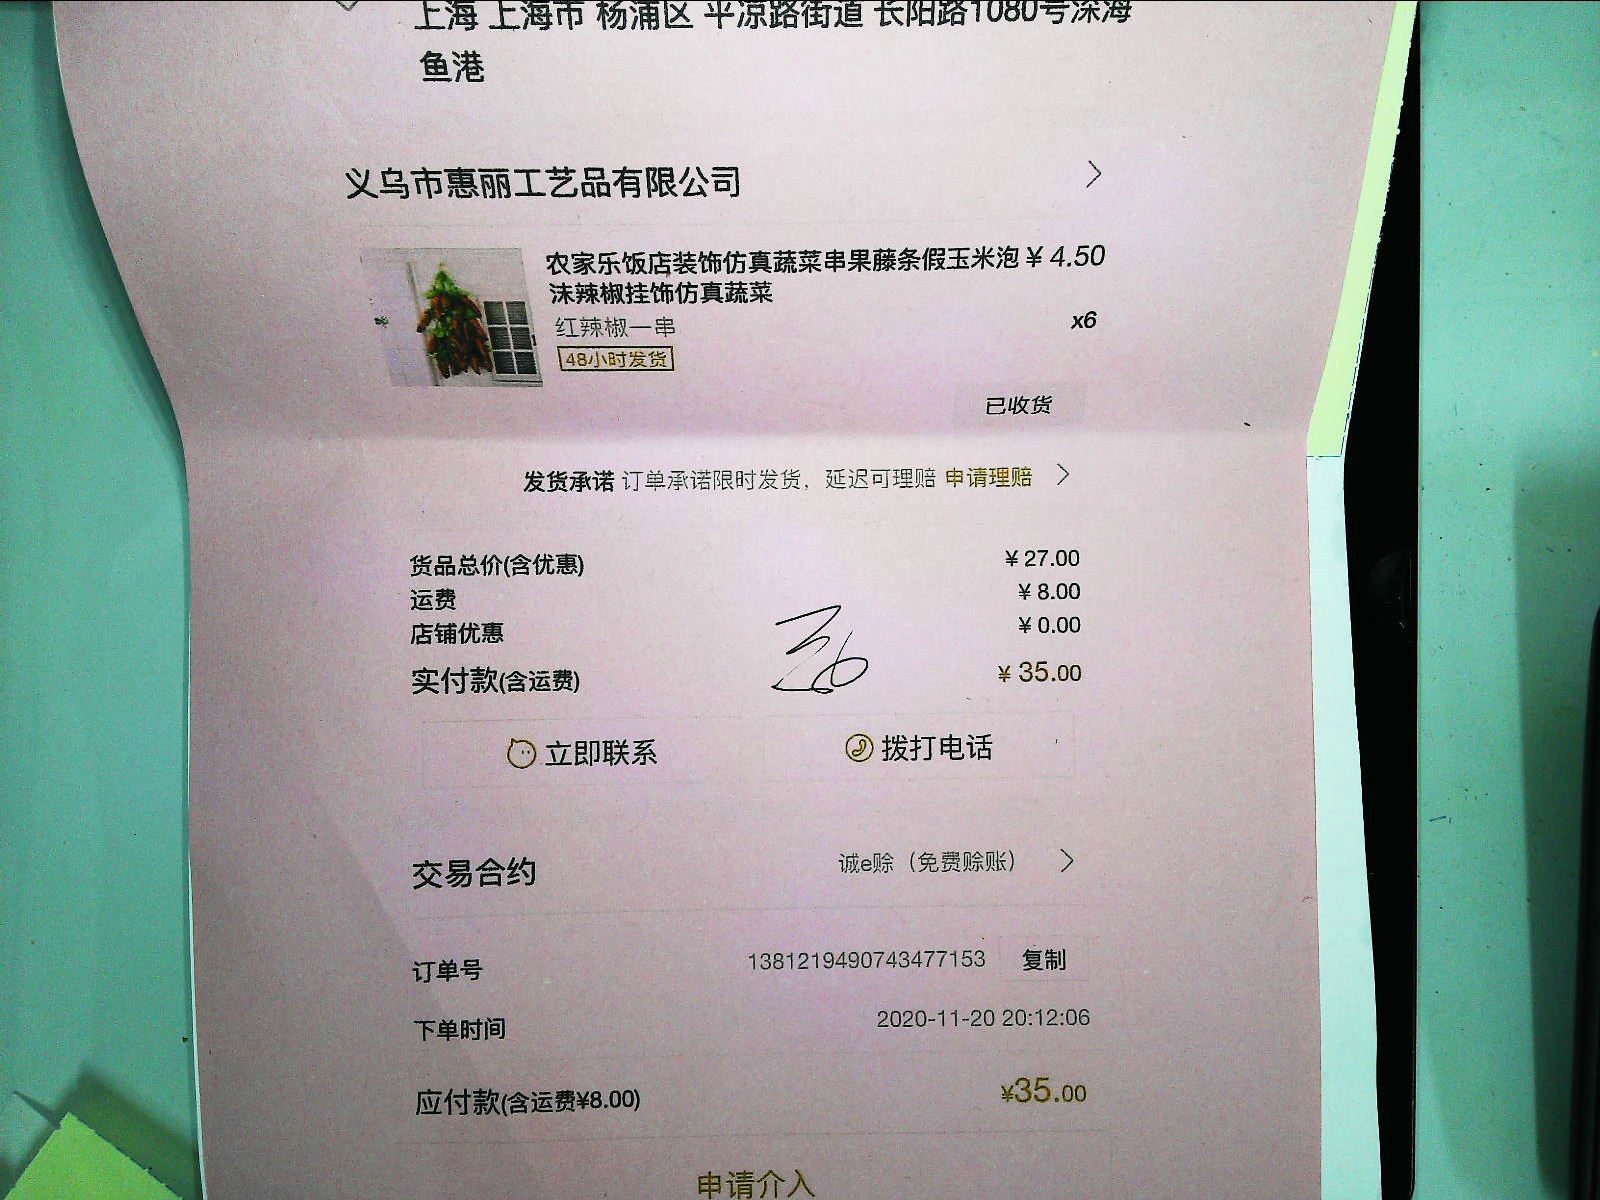 上海 上海市 杨浦区 平凉路街道 长阳路1080号深海
鱼港
义乌市惠丽工艺品有限公司
农家乐饭店装饰仿真蔬菜串果藤条假玉米泡 ¥ 4.50
沫辣椒挂饰仿真蔬菜
红辣椒一串 x6
48小时发货
已收货
发货承诺 订单承诺限时发货，延迟可理赔 申请理赔
货品总价(含优惠) ¥ 27.00
运费 ¥ 8.00
店铺优惠 ¥ 0.00
实付款(含运费) ¥ 35.00
立即联系 拨打电话
交易合约 诚e赊（免费赊账）
订单号 1381219490743477153 复制
下单时间 2020-11-20 20:12:06
应付款(含运费¥8.00) ¥35.00
申请介入